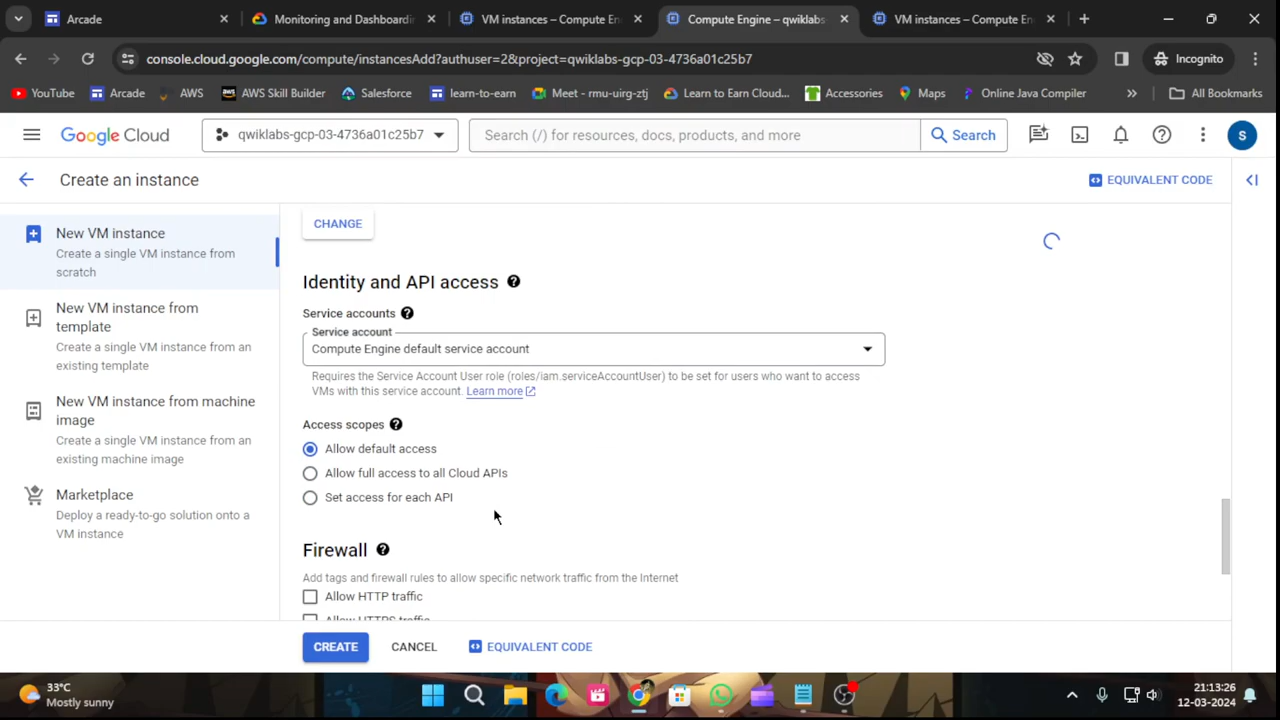 Arcade
Monitoring and Dashboardin
VM instances – Compute En
Compute Engine – qwiklabs
VM instances – Compute En
console.cloud.google.com/compute/instancesAdd?authuser=2&project=qwiklabs-gcp-03-4736a01c25b7
Incognito
YouTube
Arcade
AWS
AWS Skill Builder
Salesforce
learn-to-earn
Meet - rmu-uirg-ztj
Learn to Earn Cloud...
Accessories
Maps
Online Java Compiler
All Bookmarks
Google Cloud
qwiklabs-gcp-03-4736a01c25b7
Search (/) for resources, docs, products, and more
Search
S
Create an instance
EQUIVALENT CODE
New VM instance
Create a single VM instance from
scratch
New VM instance from
template
Create a single VM instance from an
existing template
New VM instance from machine
image
Create a single VM instance from an
existing machine image
Marketplace
Deploy a ready-to-go solution onto a
VM instance
CHANGE
Identity and API access
Service accounts
Service account
Compute Engine default service account
Requires the Service Account User role (roles/iam.serviceAccountUser) to be set for users who want to access
VMs with this service account. Learn more
Access scopes
Allow default access
Allow full access to all Cloud APIs
Set access for each API
Firewall
Add tags and firewall rules to allow specific network traffic from the Internet
Allow HTTP traffic
Allow HTTPS traffic
CREATE
CANCEL
EQUIVALENT CODE
33°C
Mostly sunny
21:13:26
12-03-2024